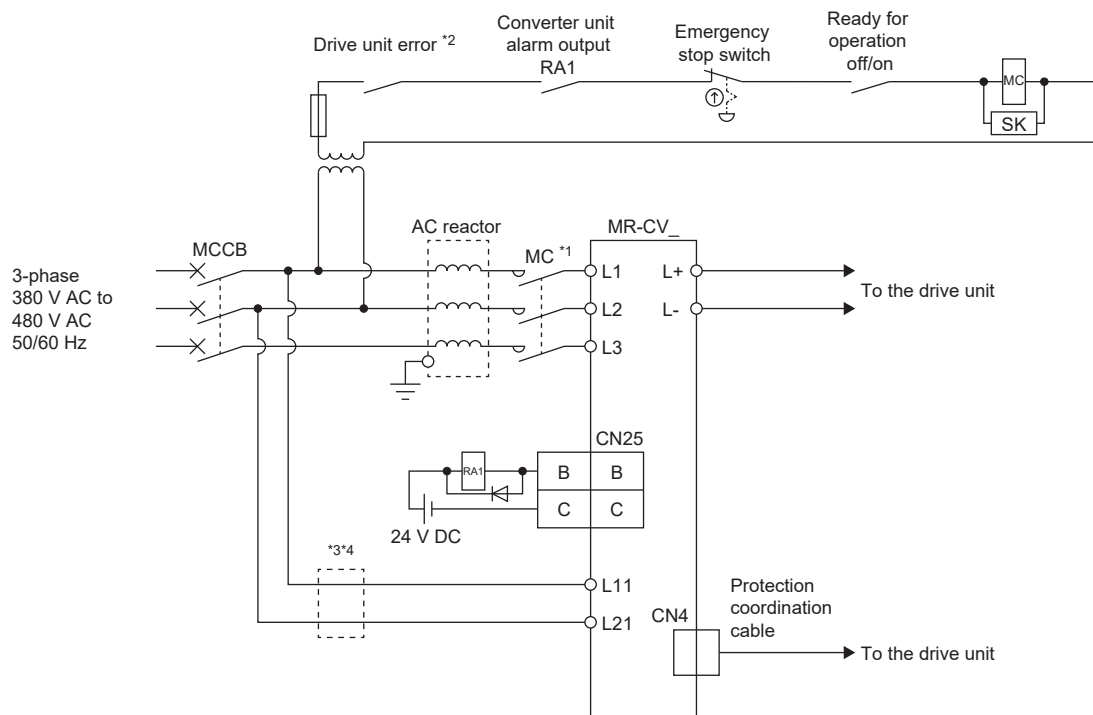 Drive unit error *2
Converter unit
alarm output
RA1
Emergency
stop switch
Ready for
operation
off/on
MC
SK
MCCB
AC reactor
MC *1
MR-CV_
3-phase
380 V AC to
480 V AC
50/60 Hz
L1
L+
L2
L-
L3
To the drive unit
CN25
RA1
B
B
C
C
24 V DC
*3*4
L11
L21
CN4
Protection
coordination
cable
To the drive unit